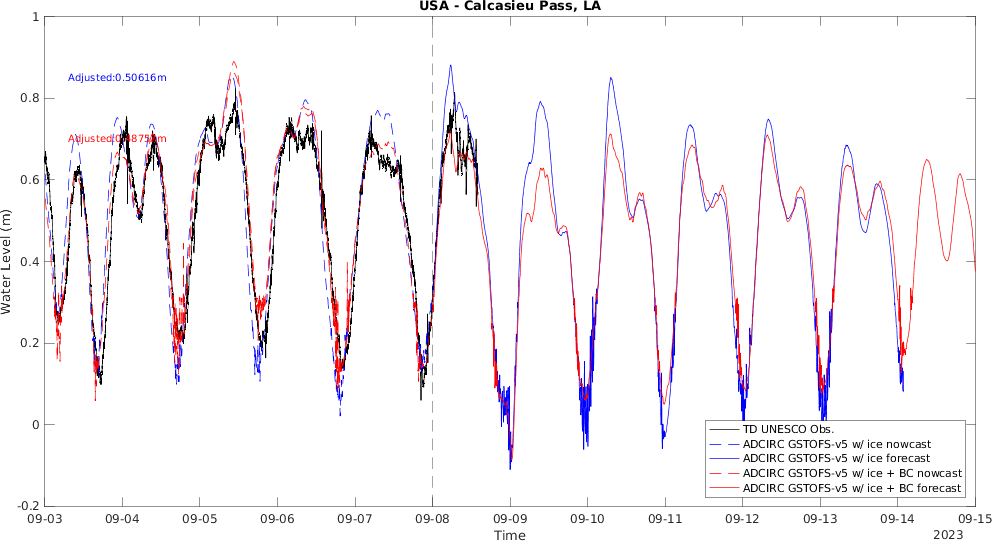 USA - Calcasieu Pass, LA
1
Adjusted:0.50616m
0.8
Adjusted:
0.6
Water Level (m)
0.4
0.2
0
TD UNESCO Obs.
ADCIRC GSTOFS-v5 w/ ice nowcast
ADCIRC GSTOFS-v5 w/ ice forecast
ADCIRC GSTOFS-v5 w/ ice + BC nowcast
ADCIRC GSTOFS-v5 w/ ice + BC forecast
-0.2
09-03 09-04 09-05 09-06 09-07 09-08 09-09 09-10 09-11 09-12 09-13 09-14 09-15
Time
2023